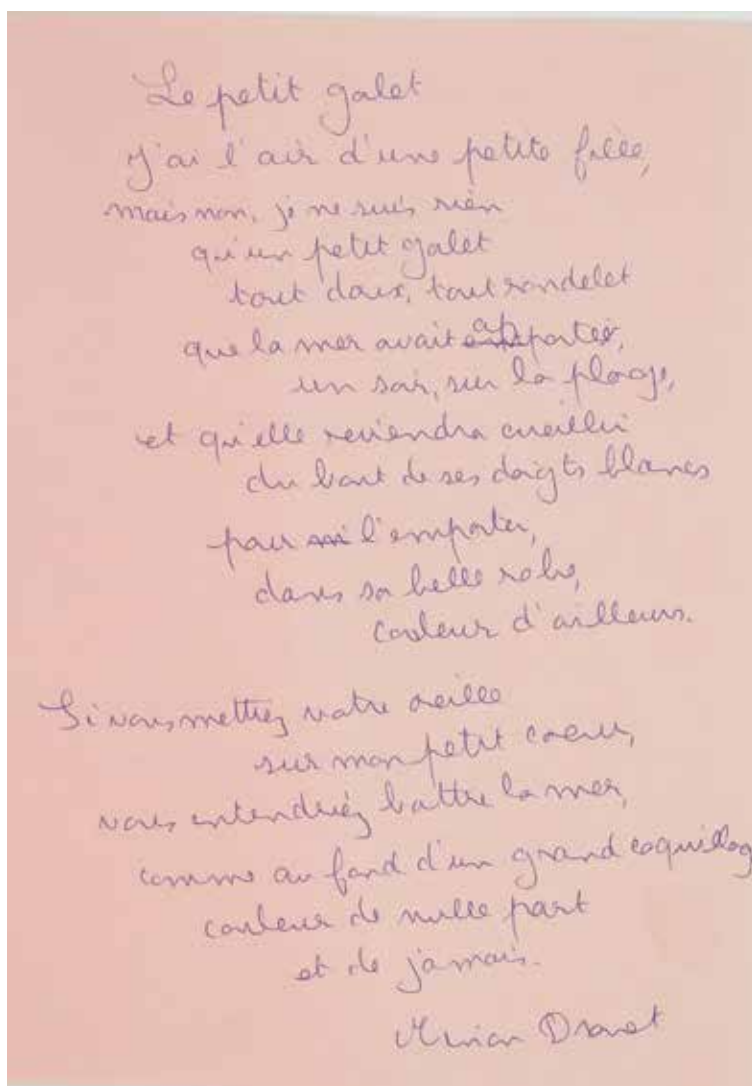 Le petit galet
J'ai l'air d'une petite fille,
mais non, je ne suis rien
qu'un petit galet
tout doux, tout rondelet
que la mer avait apporté,
un soir, sur la plage,
et qu'elle reviendra cueillir
du bout de ses doigts blancs
pour l'emporter,
dans sa belle robe,
couleur d'ailleurs.
Si vous mettiez votre oreille
sur mon petit coeur,
vous entendriez battre la mer,
comme au fond d'un grand coquillag
couleur de nulle part
et de jamais.
Minou Drouet